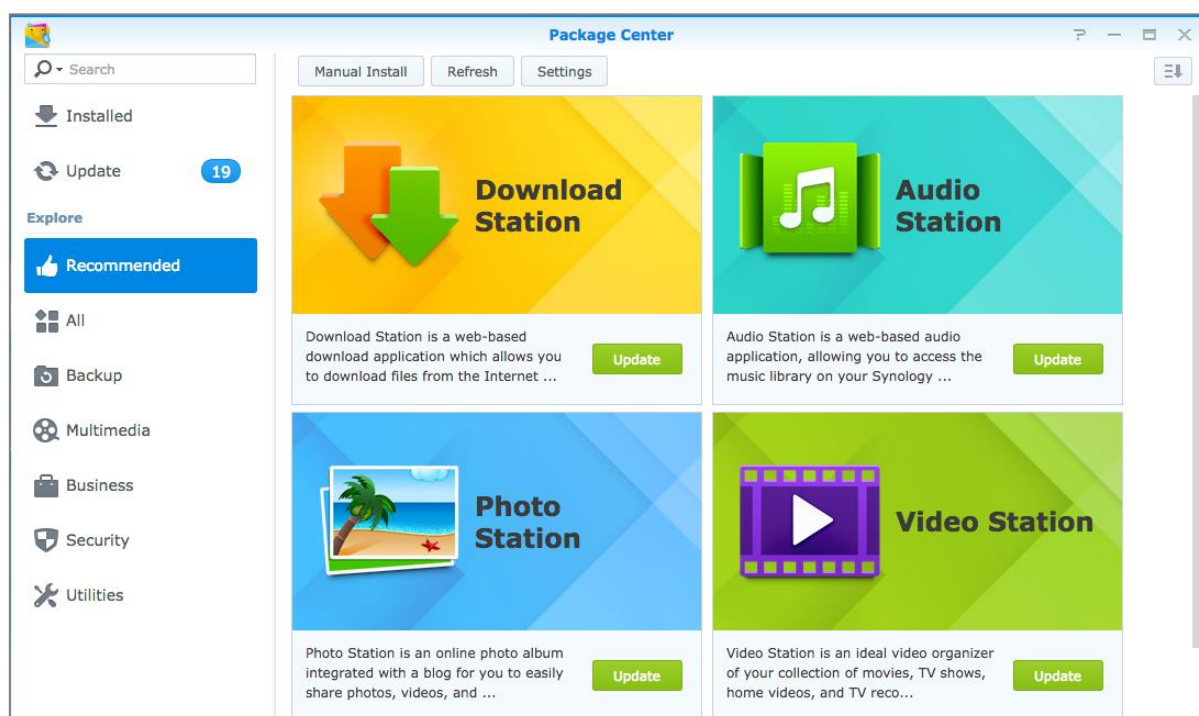 Package Center
Search
Manual Install
Refresh
Settings
Installed
Update
19
Explore
Recommended
All
Backup
Multimedia
Business
Security
Utilities
Download
Station
Download Station is a web-based
download application which allows you
to download files from the Internet ...
Update
Audio
Station
Audio Station is a web-based audio
application, allowing you to access the
music library on your Synology ...
Update
Photo
Station
Photo Station is an online photo album
integrated with a blog for you to easily
share photos, videos, and ...
Update
Video Station
Video Station is an ideal video organizer
of your collection of movies, TV shows,
home videos, and TV reco...
Update